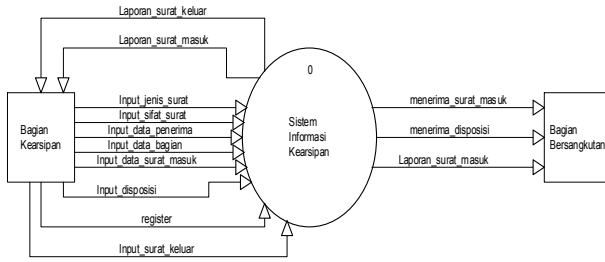 Laporan_surat_keluar
Laporan_surat_masuk
0
Input_jenis_surat
Input_sifat_surat
Input_data_penerima
Input_data_bagian
Input_data_surat_masuk
Input_disposisi
register
Input_surat_keluar
Bagian
Kearsipan
Sistem
Informasi
Kearsipan
menerima_surat_masuk
menerima_disposisi
Laporan_surat_masuk
Bagian
Bersangkutan